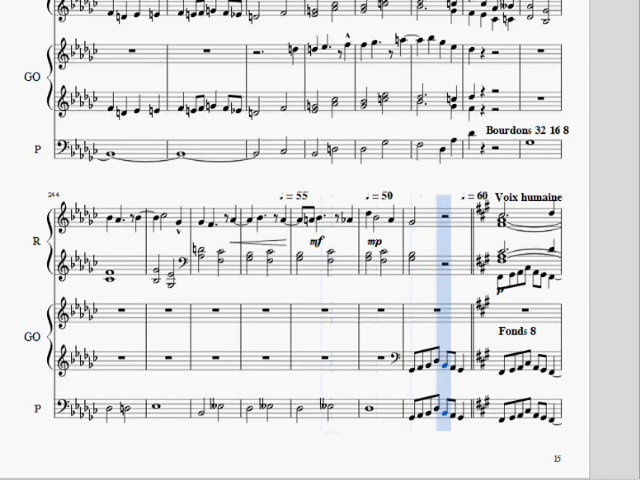 GO
P
Bourdons 32 16 8
244
♩ = 55
♩ = 50
♩ = 60
Voix humaine
R
mf
mp
p
GO
Fonds 8
P
15